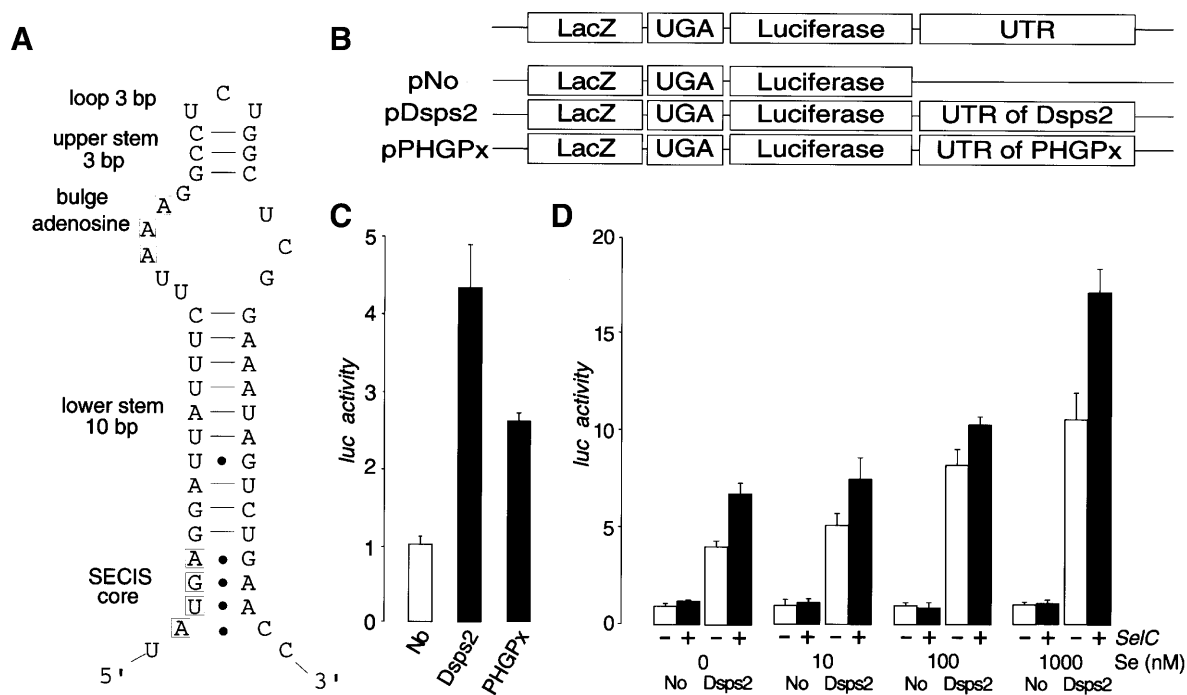 A
loop 3 bp
upper stem
3 bp
bulge
adenosine
lower stem
10 bp
SECIS
core
U C U
C — G
C — G
G — C
G
A
A
A
U
U
U
C
G
C — G
U — A
U — A
U — A
A — U
U — A
U • G
A — U
G — C
G — U
A • G
G • A
U • A
A • C
U C
5' 3'
B
LacZ UGA Luciferase UTR
pNo LacZ UGA Luciferase
pDsps2 LacZ UGA Luciferase UTR of Dsps2
pPHGPx LacZ UGA Luciferase UTR of PHGPx
C
luc activity
5
4
3
2
1
0
No Dsps2 PHGPx
D
luc activity
20
15
10
5
0
− + − + − + − + − + − + − + − + SelC
0 10 100 1000 Se (nM)
No Dsps2 No Dsps2 No Dsps2 No Dsps2